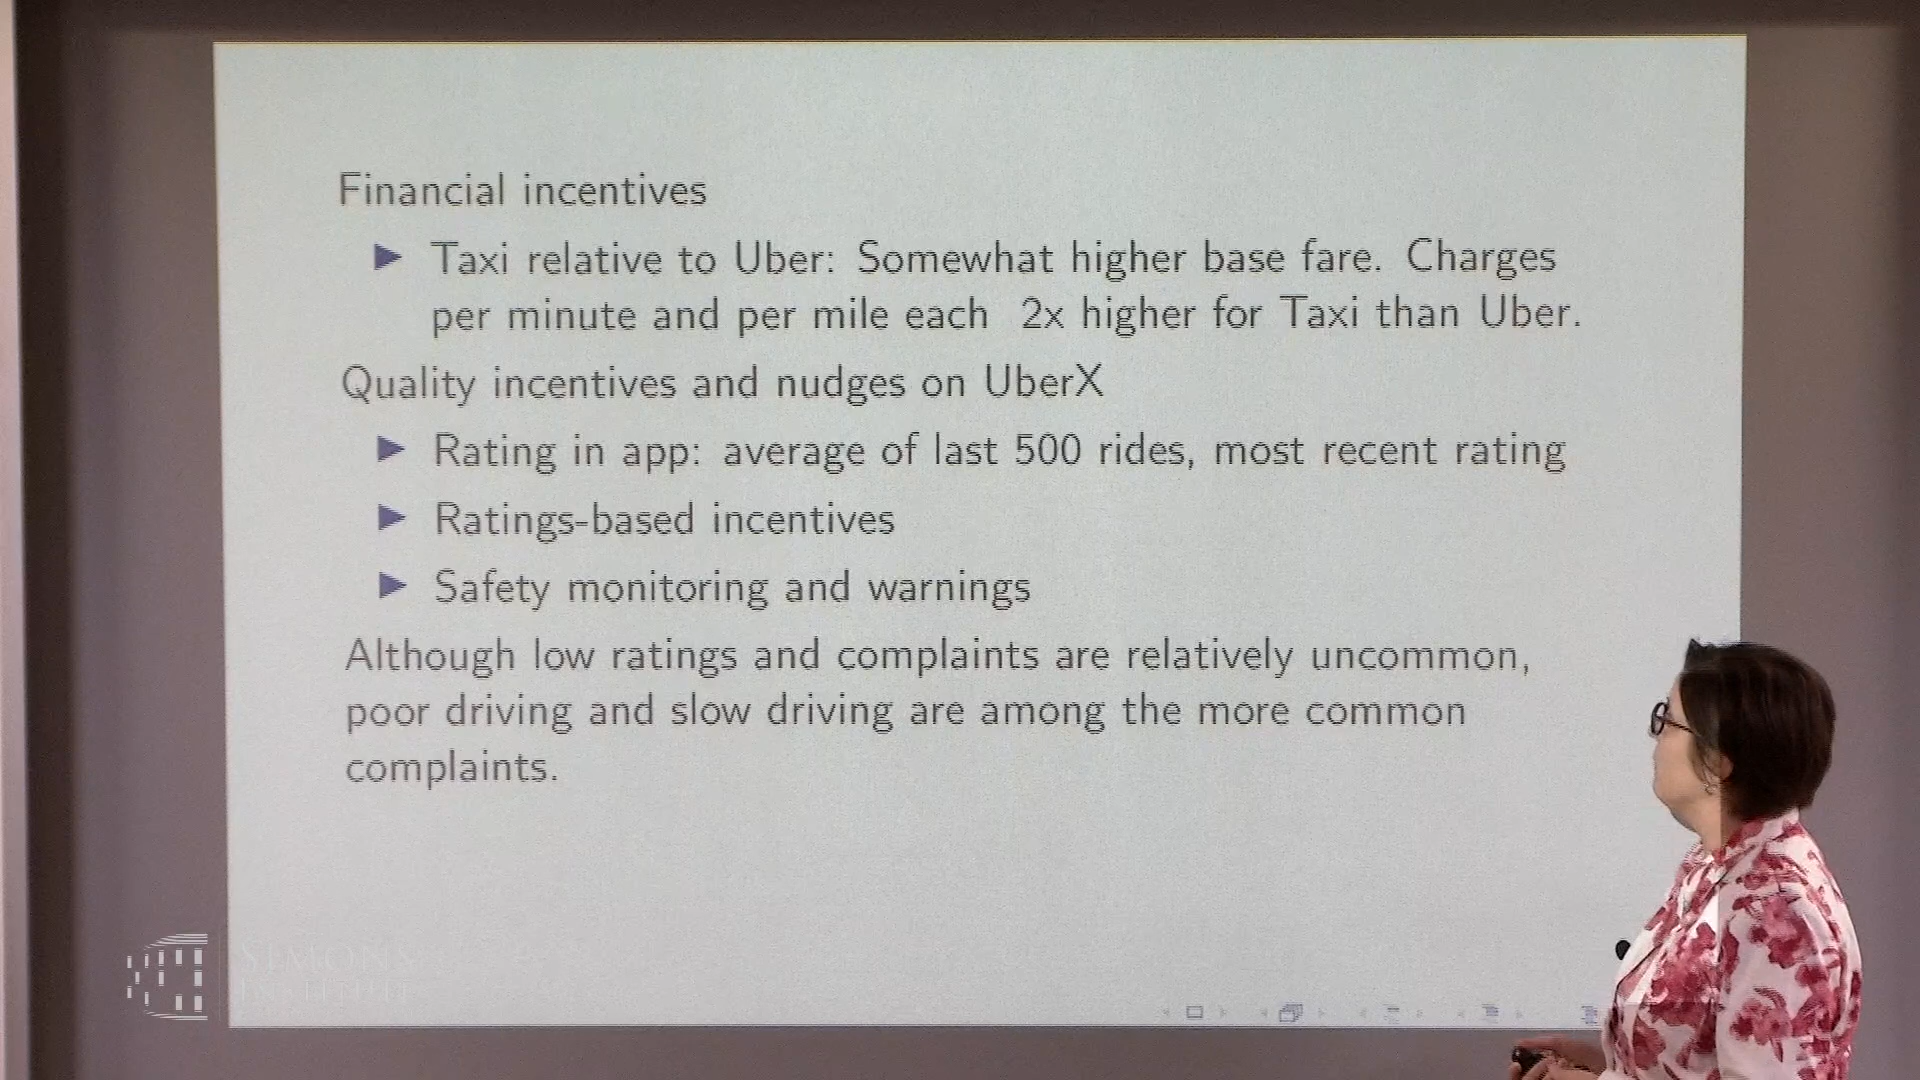 Financial incentives
Taxi relative to Uber: Somewhat higher base fare. Charges
per minute and per mile each 2x higher for Taxi than Uber.
Quality incentives and nudges on UberX
Rating in app: average of last 500 rides, most recent rating
Ratings-based incentives
Safety monitoring and warnings
Although low ratings and complaints are relatively uncommon,
poor driving and slow driving are among the more common
complaints.
SIMONS
INSTITUTE